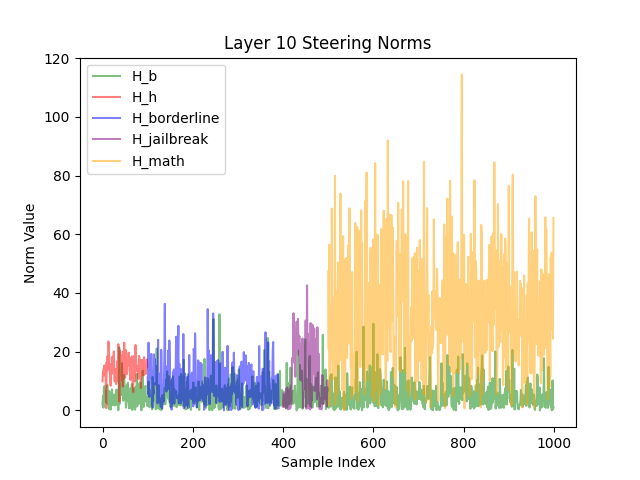 Layer 10 Steering Norms
120
100
80
60
40
20
0
Norm Value
H_b
H_h
H_borderline
H_jailbreak
H_math
0
200
400
600
800
1000
Sample Index